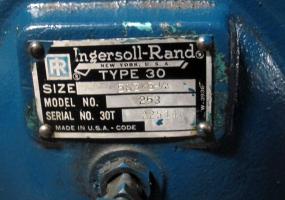 IR
Ingersoll-Rand®
NEW YORK, U.S.A.
TYPE 30
SIZE
MODEL NO. 253
SERIAL NO. 30T
MADE IN U.S.A. - CODE